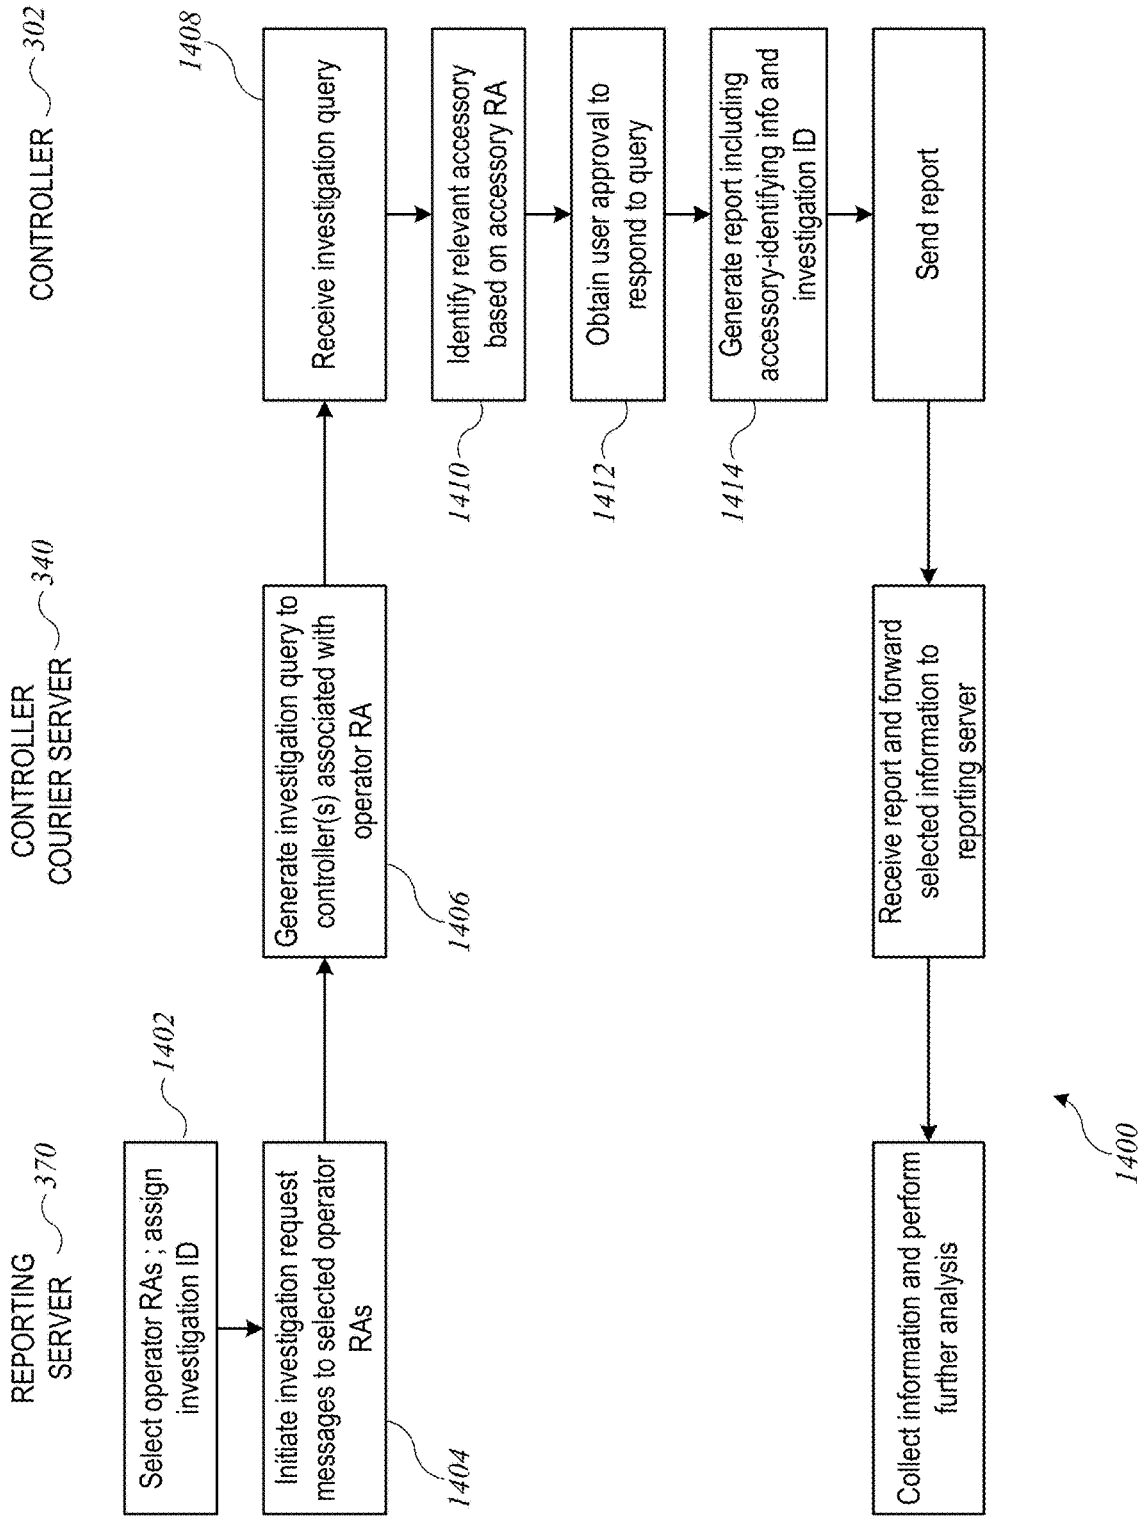 REPORTING
SERVER
370
CONTROLLER
COURIER SERVER
340
CONTROLLER
302
Select operator RAs ; assign
investigation ID
1402
Initiate investigation request
messages to selected operator
RAs
1404
Generate investigation query to
controller(s) associated with
operator RA
1406
Receive investigation query
1408
Identify relevant accessory
based on accessory RA
1410
Obtain user approval to
respond to query
1412
Generate report including
accessory-identifying info and
investigation ID
1414
Send report
Receive report and forward
selected information to
reporting server
Collect information and perform
further analysis
1400